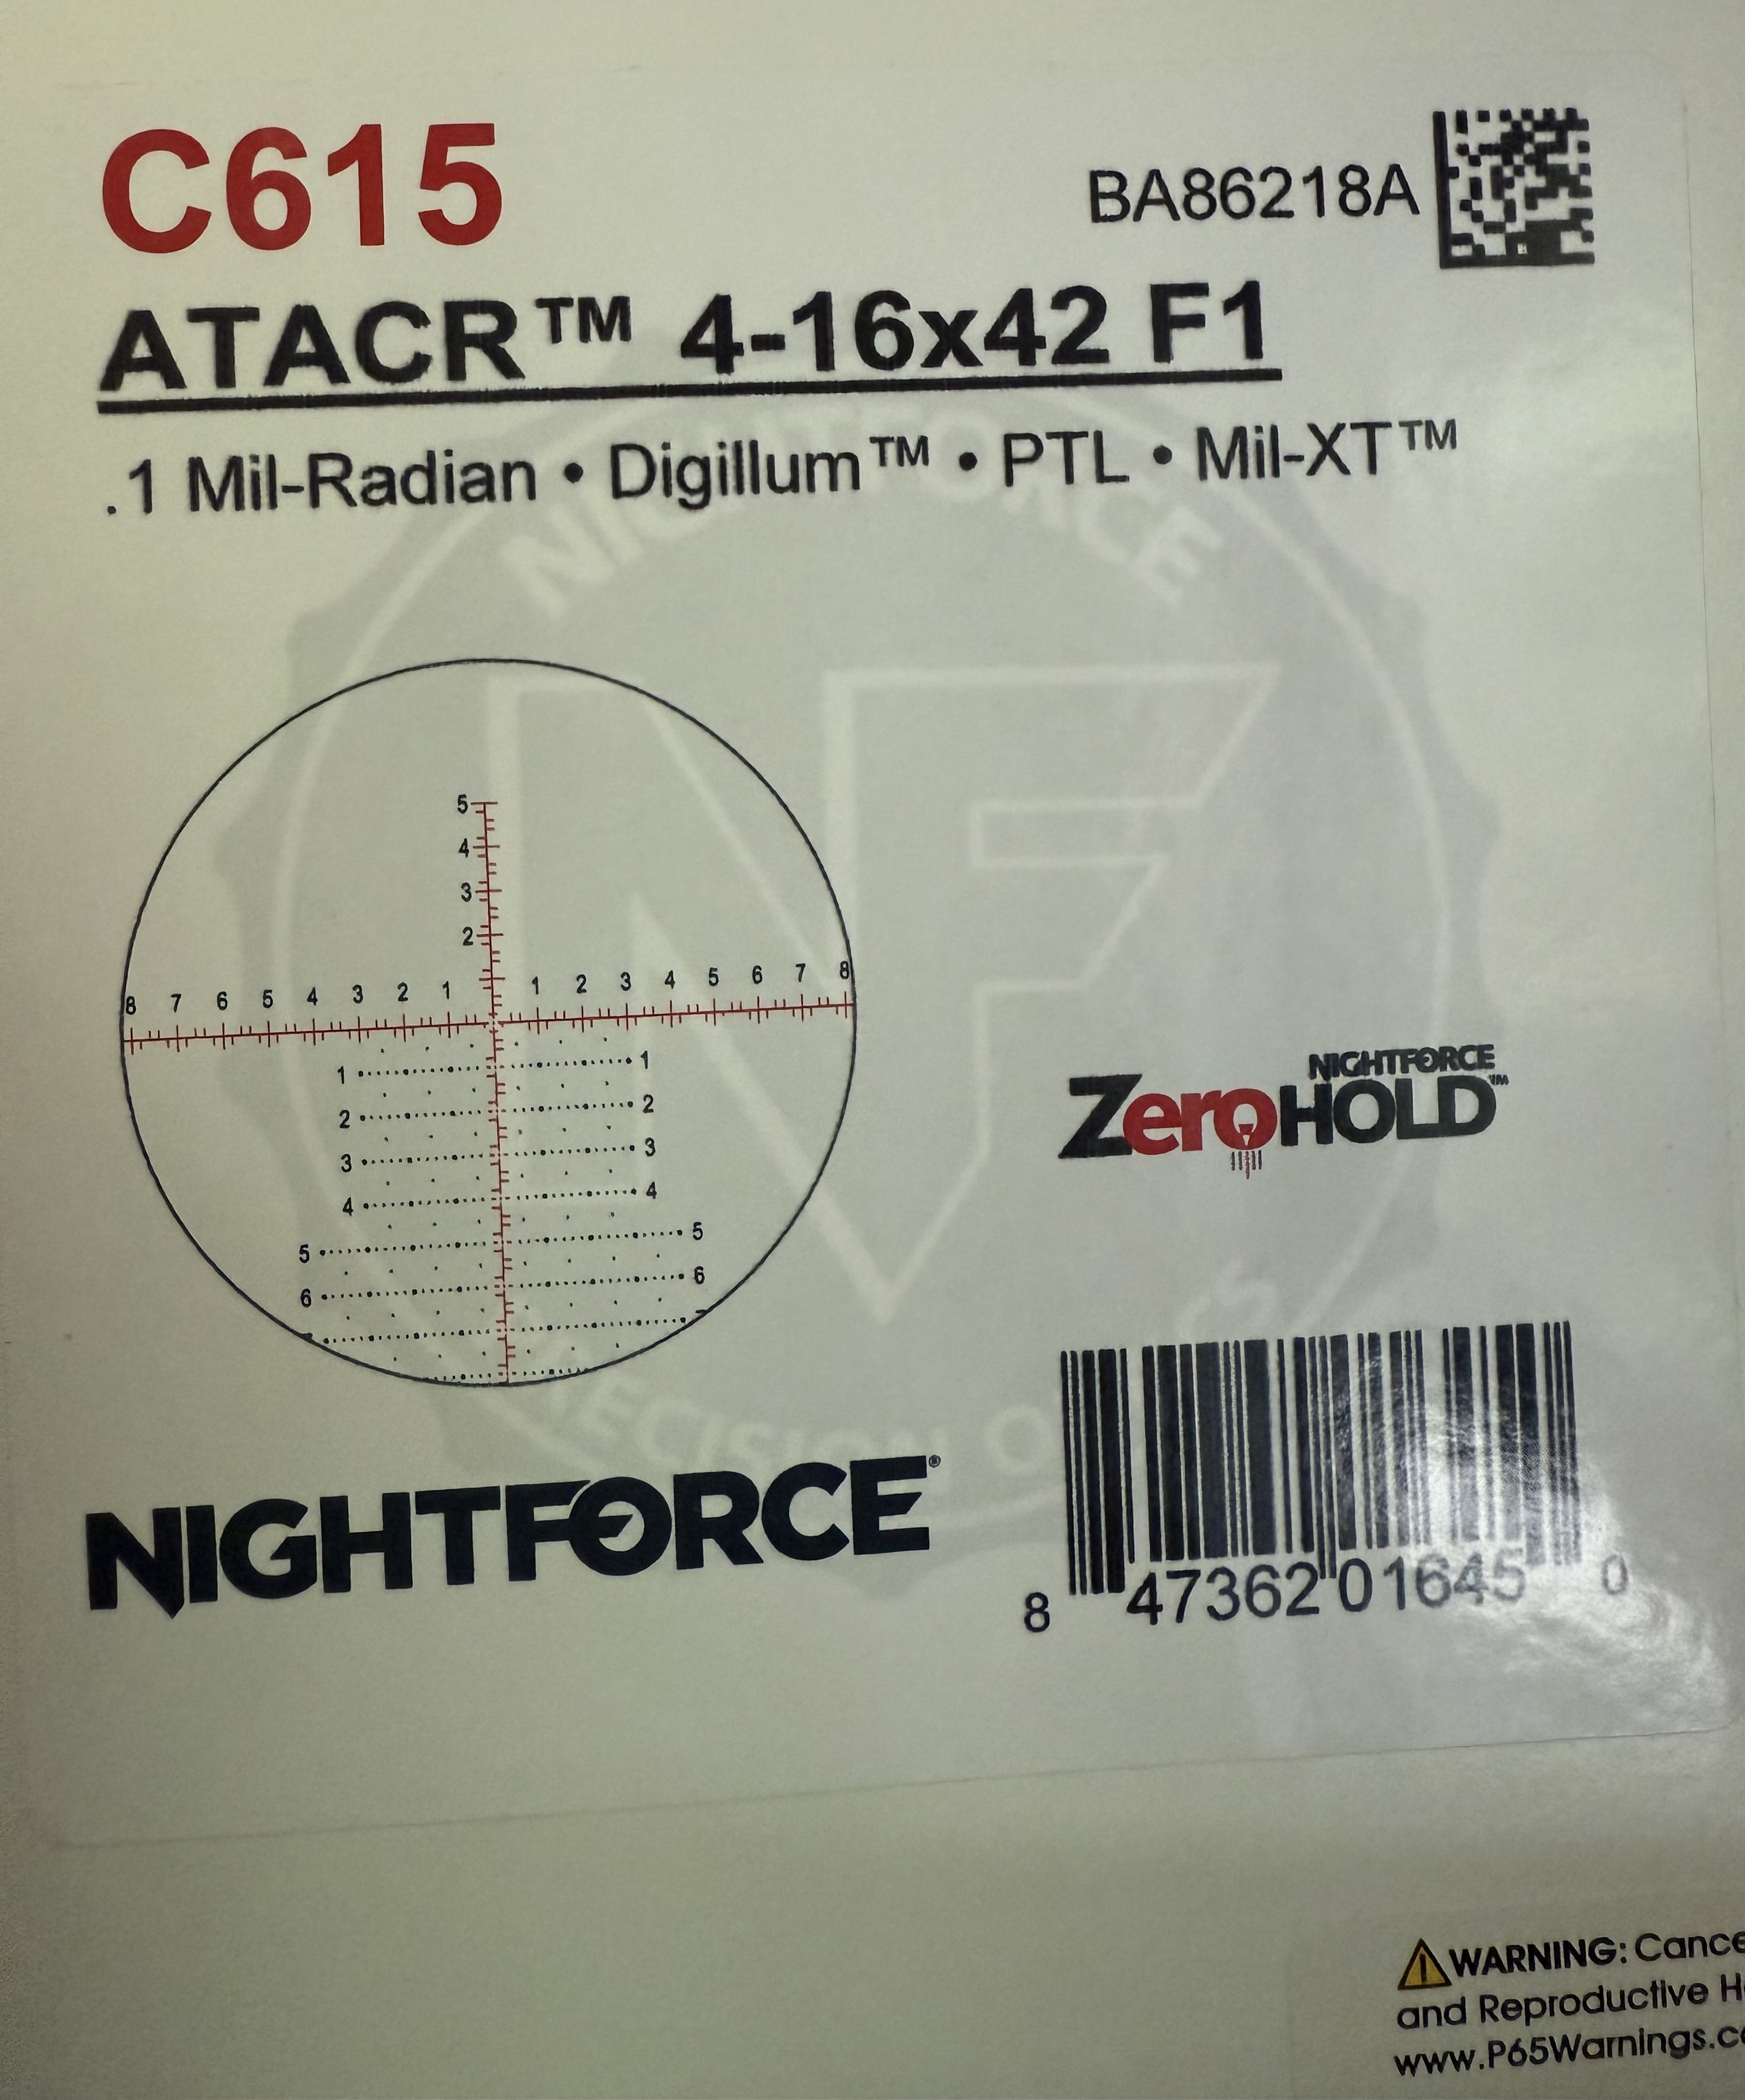 C615
BA86218A
ATACR™ 4-16x42 F1
.1 Mil-Radian • Digillum™ • PTL • Mil-XT™
NIGHTFORCE
NF
5
4
3
2
8 7 6 5 4 3 2 1 1 2 3 4 5 6 7 8
1 1
2 2
3 3
4 4
5 5
6 6
NIGHTFORCE
ZeroHOLD™
NIGHTFORCE®
8 47362 01645 0
⚠WARNING: Cance
and Reproductive H
www.P65Warnings.c